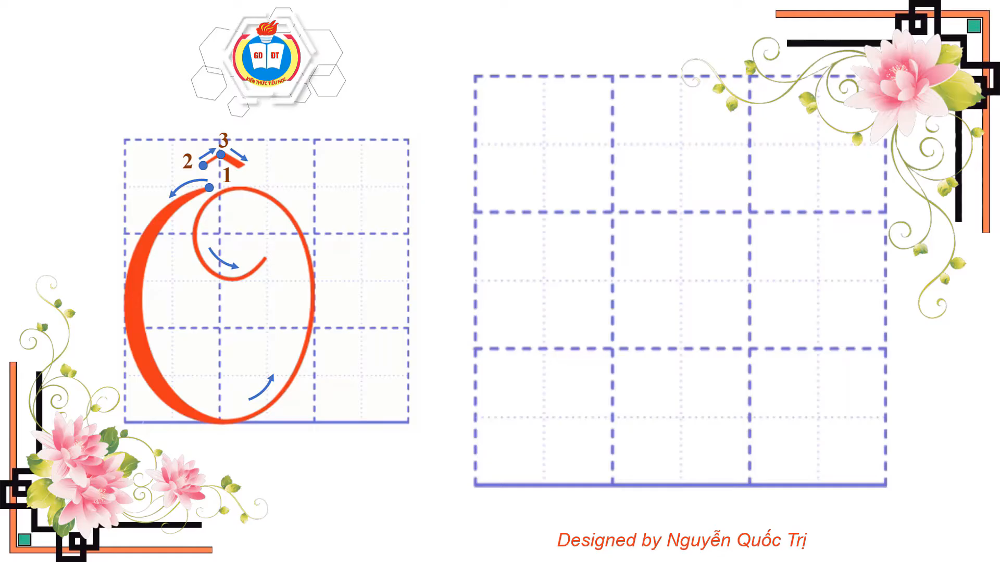 GD ĐT
KIẾN THỨC TIỂU HỌC
3
2
1
Ô
Designed by Nguyễn Quốc Trị